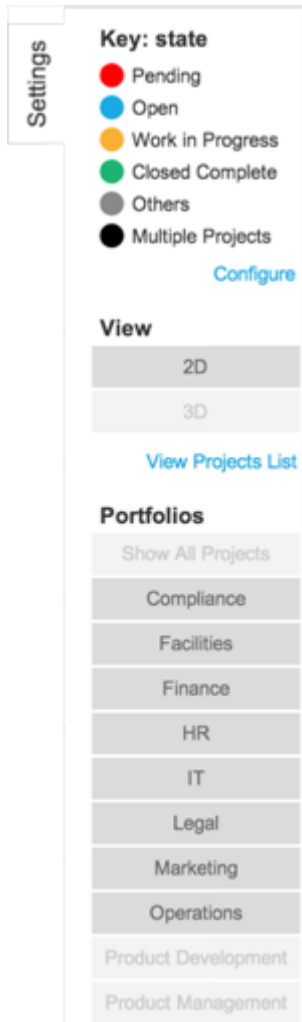 Settings
Key: state
Pending
Open
Work in Progress
Closed Complete
Others
Multiple Projects
Configure
View
2D
3D
View Projects List
Portfolios
Show All Projects
Compliance
Facilities
Finance
HR
IT
Legal
Marketing
Operations
Product Development
Product Management